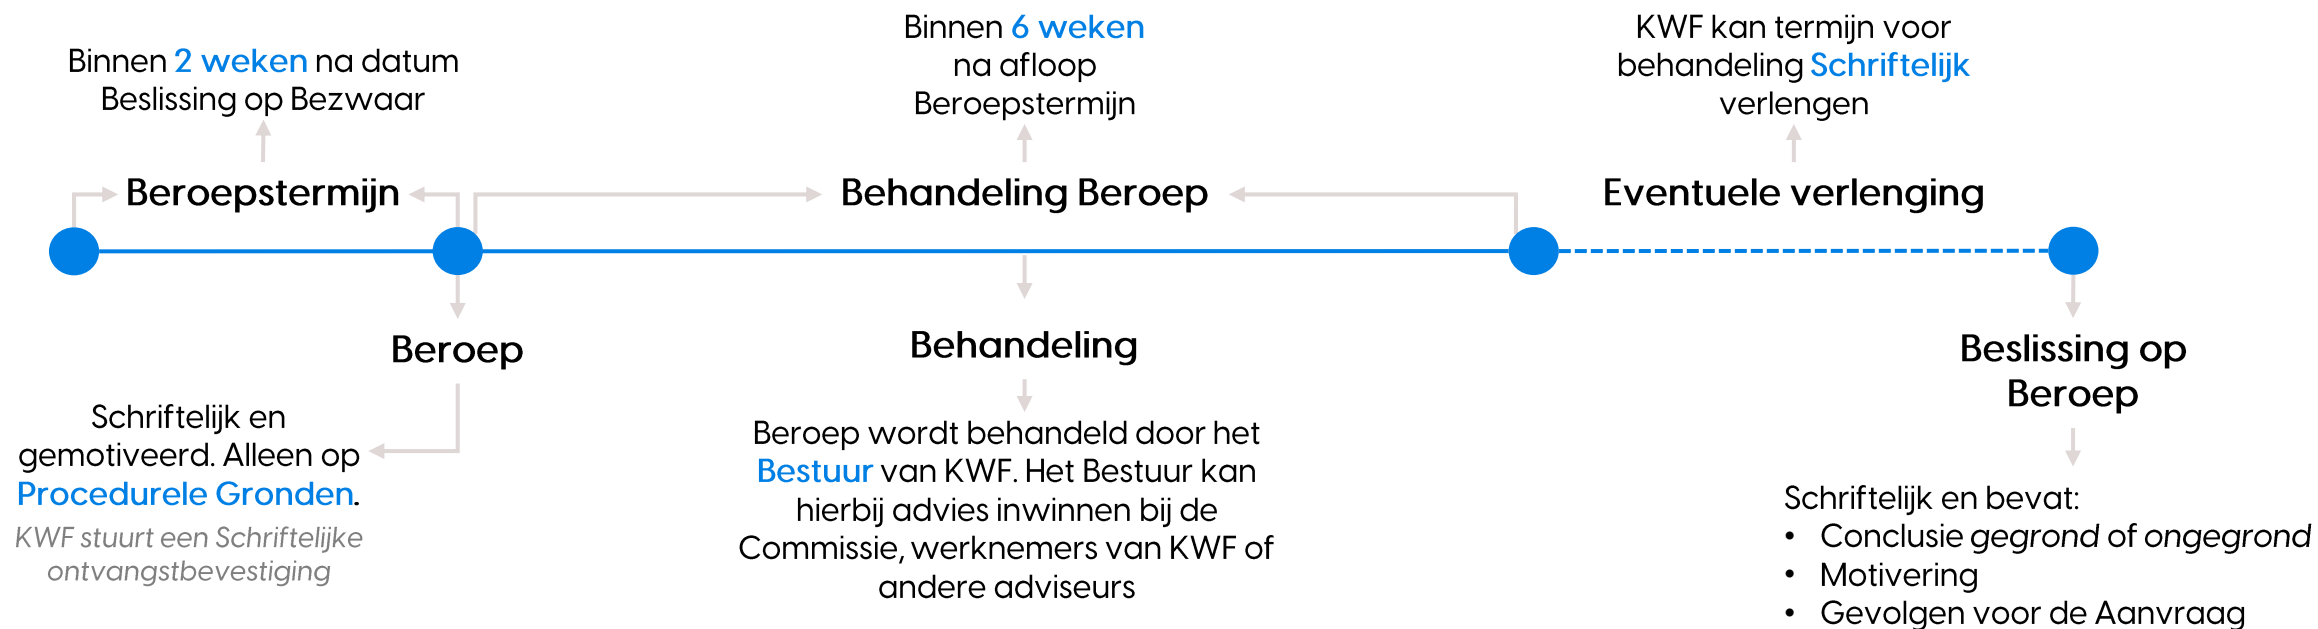 Binnen 2 weken na datum
Beslissing op Bezwaar
Binnen 6 weken
na afloop
Beroepstermijn
KWF kan termijn voor
behandeling Schriftelijk
verlengen
Beroepstermijn
Behandeling Beroep
Eventuele verlenging
Beroep
Schriftelijk en
gemotiveerd. Alleen op
Procedurele Gronden.
KWF stuurt een Schriftelijke
ontvangstbevestiging
Behandeling
Beroep wordt behandeld door het
Bestuur van KWF. Het Bestuur kan
hierbij advies inwinnen bij de
Commissie, werknemers van KWF of
andere adviseurs
Beslissing op
Beroep
Schriftelijk en bevat:
• Conclusie gegrond of ongegrond
• Motivering
• Gevolgen voor de Aanvraag